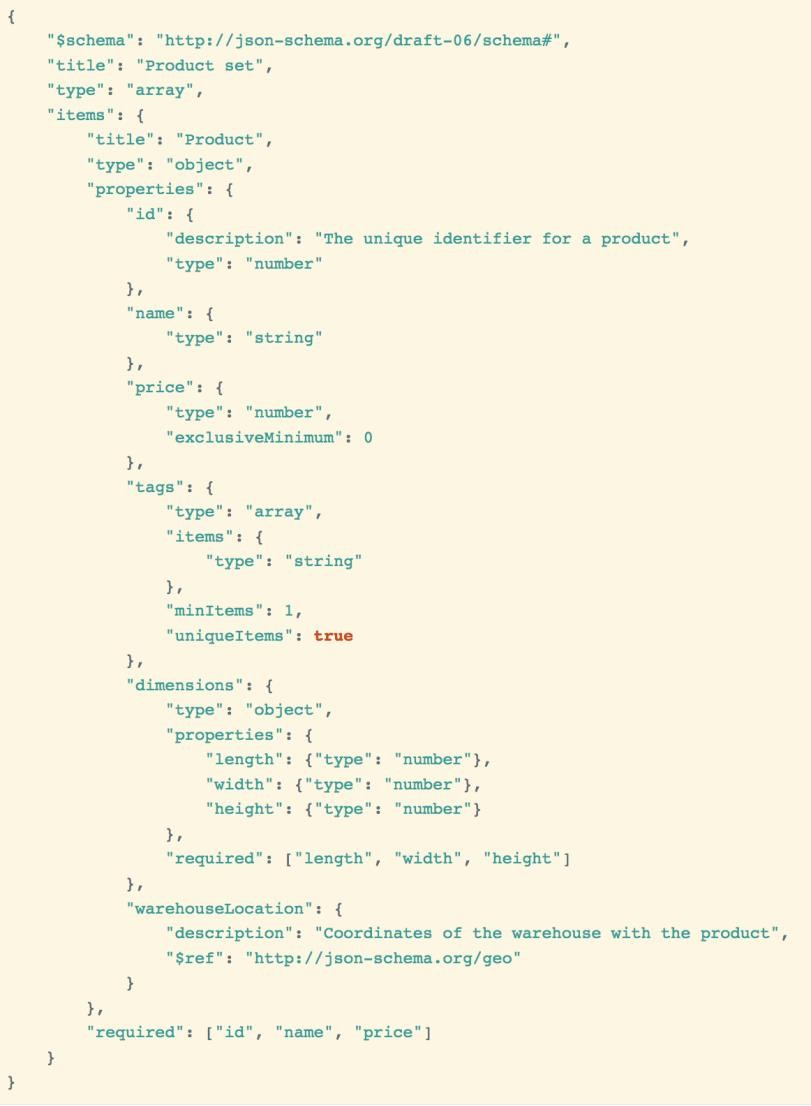 {
    "$schema": "http://json-schema.org/draft-06/schema#",
    "title": "Product set",
    "type": "array",
    "items": {
        "title": "Product",
        "type": "object",
        "properties": {
            "id": {
                "description": "The unique identifier for a product",
                "type": "number"
            },
            "name": {
                "type": "string"
            },
            "price": {
                "type": "number",
                "exclusiveMinimum": 0
            },
            "tags": {
                "type": "array",
                "items": {
                    "type": "string"
                },
                "minItems": 1,
                "uniqueItems": true
            },
            "dimensions": {
                "type": "object",
                "properties": {
                    "length": {"type": "number"},
                    "width": {"type": "number"},
                    "height": {"type": "number"}
                },
                "required": ["length", "width", "height"]
            },
            "warehouseLocation": {
                "description": "Coordinates of the warehouse with the product",
                "$ref": "http://json-schema.org/geo"
            }
        },
        "required": ["id", "name", "price"]
    }
}